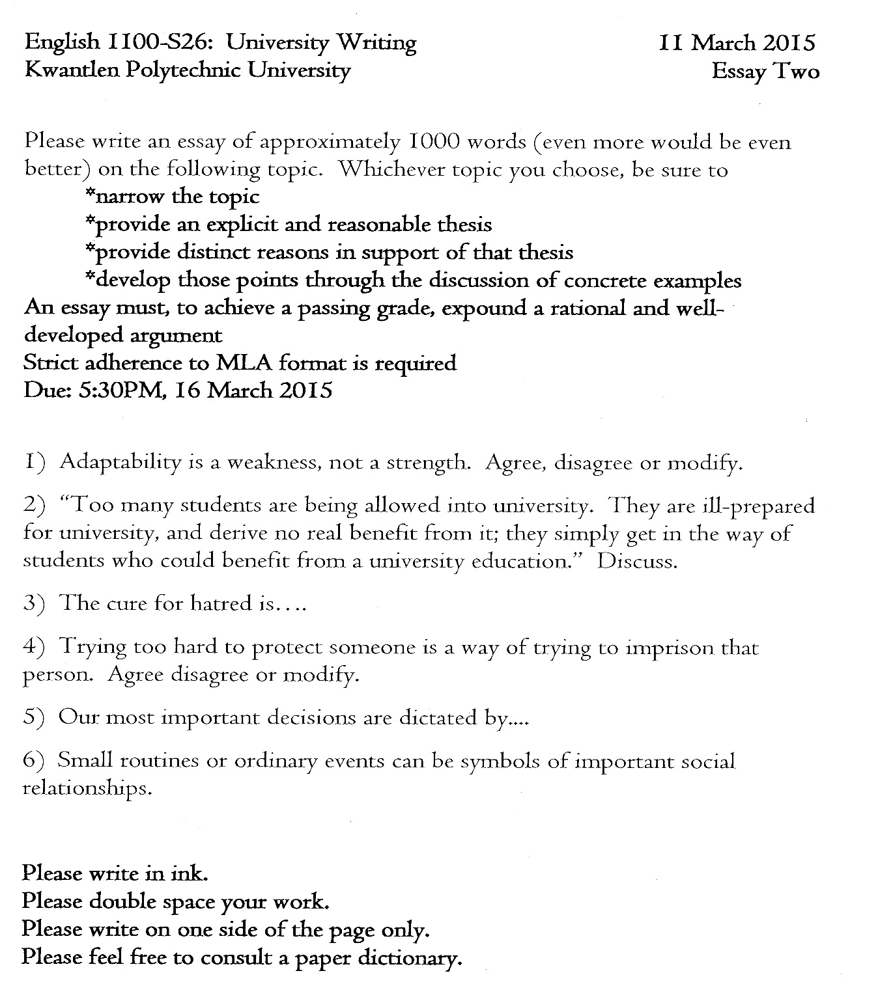 English 1100-S26:  University Writing
11 March 2015
Kwantlen Polytechnic University
Essay Two
Please write an essay of approximately 1000 words (even more would be even
better) on the following topic.  Whichever topic you choose, be sure to
*narrow the topic
*provide an explicit and reasonable thesis
*provide distinct reasons in support of that thesis
*develop those points through the discussion of concrete examples
An essay must, to achieve a passing grade, expound a rational and well-
developed argument
Strict adherence to MLA format is required
Due: 5:30PM, 16 March 2015
1)  Adaptability is a weakness, not a strength.  Agree, disagree or modify.
2)  “Too many students are being allowed into university.  They are ill-prepared
for university, and derive no real benefit from it; they simply get in the way of
students who could benefit from a university education.”  Discuss.
3)  The cure for hatred is….
4)  Trying too hard to protect someone is a way of trying to imprison that
person.  Agree disagree or modify.
5)  Our most important decisions are dictated by....
6)  Small routines or ordinary events can be symbols of important social
relationships.
Please write in ink.
Please double space your work.
Please write on one side of the page only.
Please feel free to consult a paper dictionary.